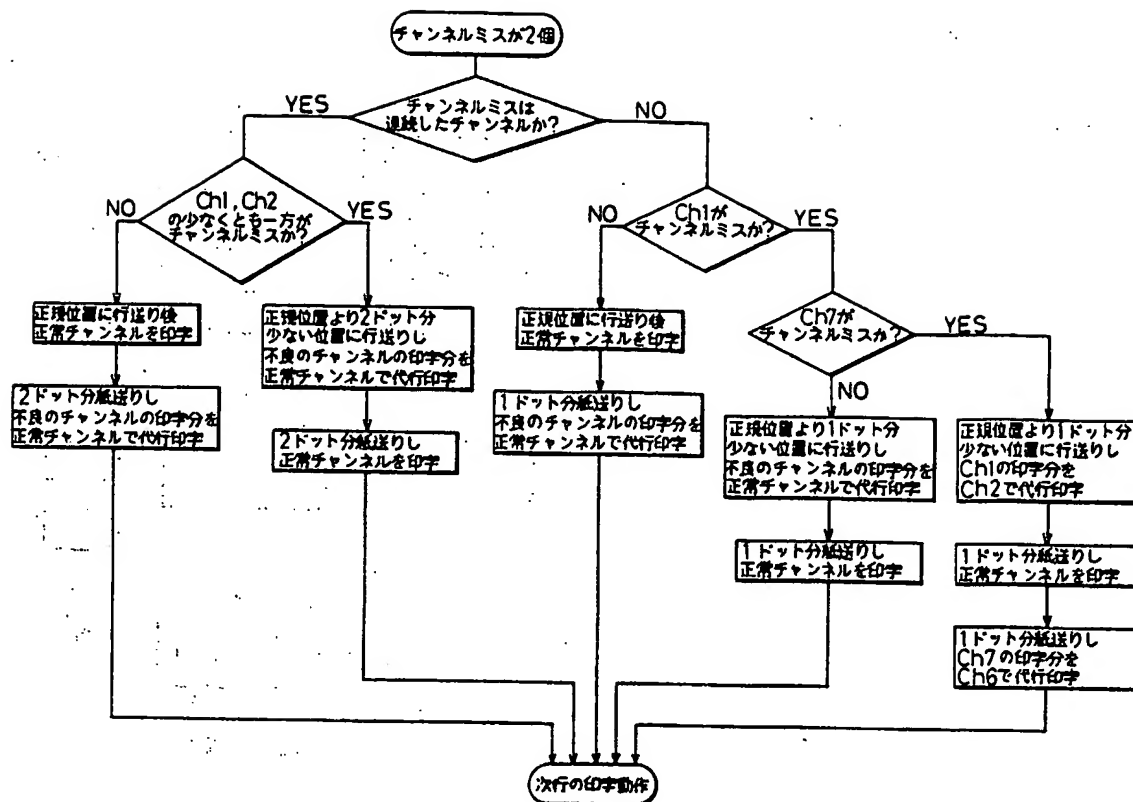 チャンネルミスが2個
チャンネルミスは
連続したチャンネルか?
YES
NO
Ch1,Ch2
の少なくとも一方が
チャンネルミスか?
NO
YES
Ch1が
チャンネルミスか?
NO
YES
正規位置に行送り後
正常チャンネルを印字
2ドット分紙送りし
不良のチャンネルの印字分を
正常チャンネルで代行印字
正規位置より2ドット分
少ない位置に行送りし
不良のチャンネルの印字分を
正常チャンネルで代行印字
2ドット分紙送りし
正常チャンネルを印字
正規位置に行送り後
正常チャンネルを印字
1ドット分紙送りし
不良のチャンネルの印字分を
正常チャンネルで代行印字
Ch7が
チャンネルミスか?
YES
NO
正規位置より1ドット分
少ない位置に行送りし
不良のチャンネルの印字分を
正常チャンネルで代行印字
1ドット分紙送りし
正常チャンネルを印字
正規位置より1ドット分
少ない位置に行送りし
Ch1の印字分を
Ch2で代行印字
1ドット分紙送りし
正常チャンネルを印字
1ドット分紙送りし
Ch7の印字分を
Ch6で代行印字
次行の印字動作